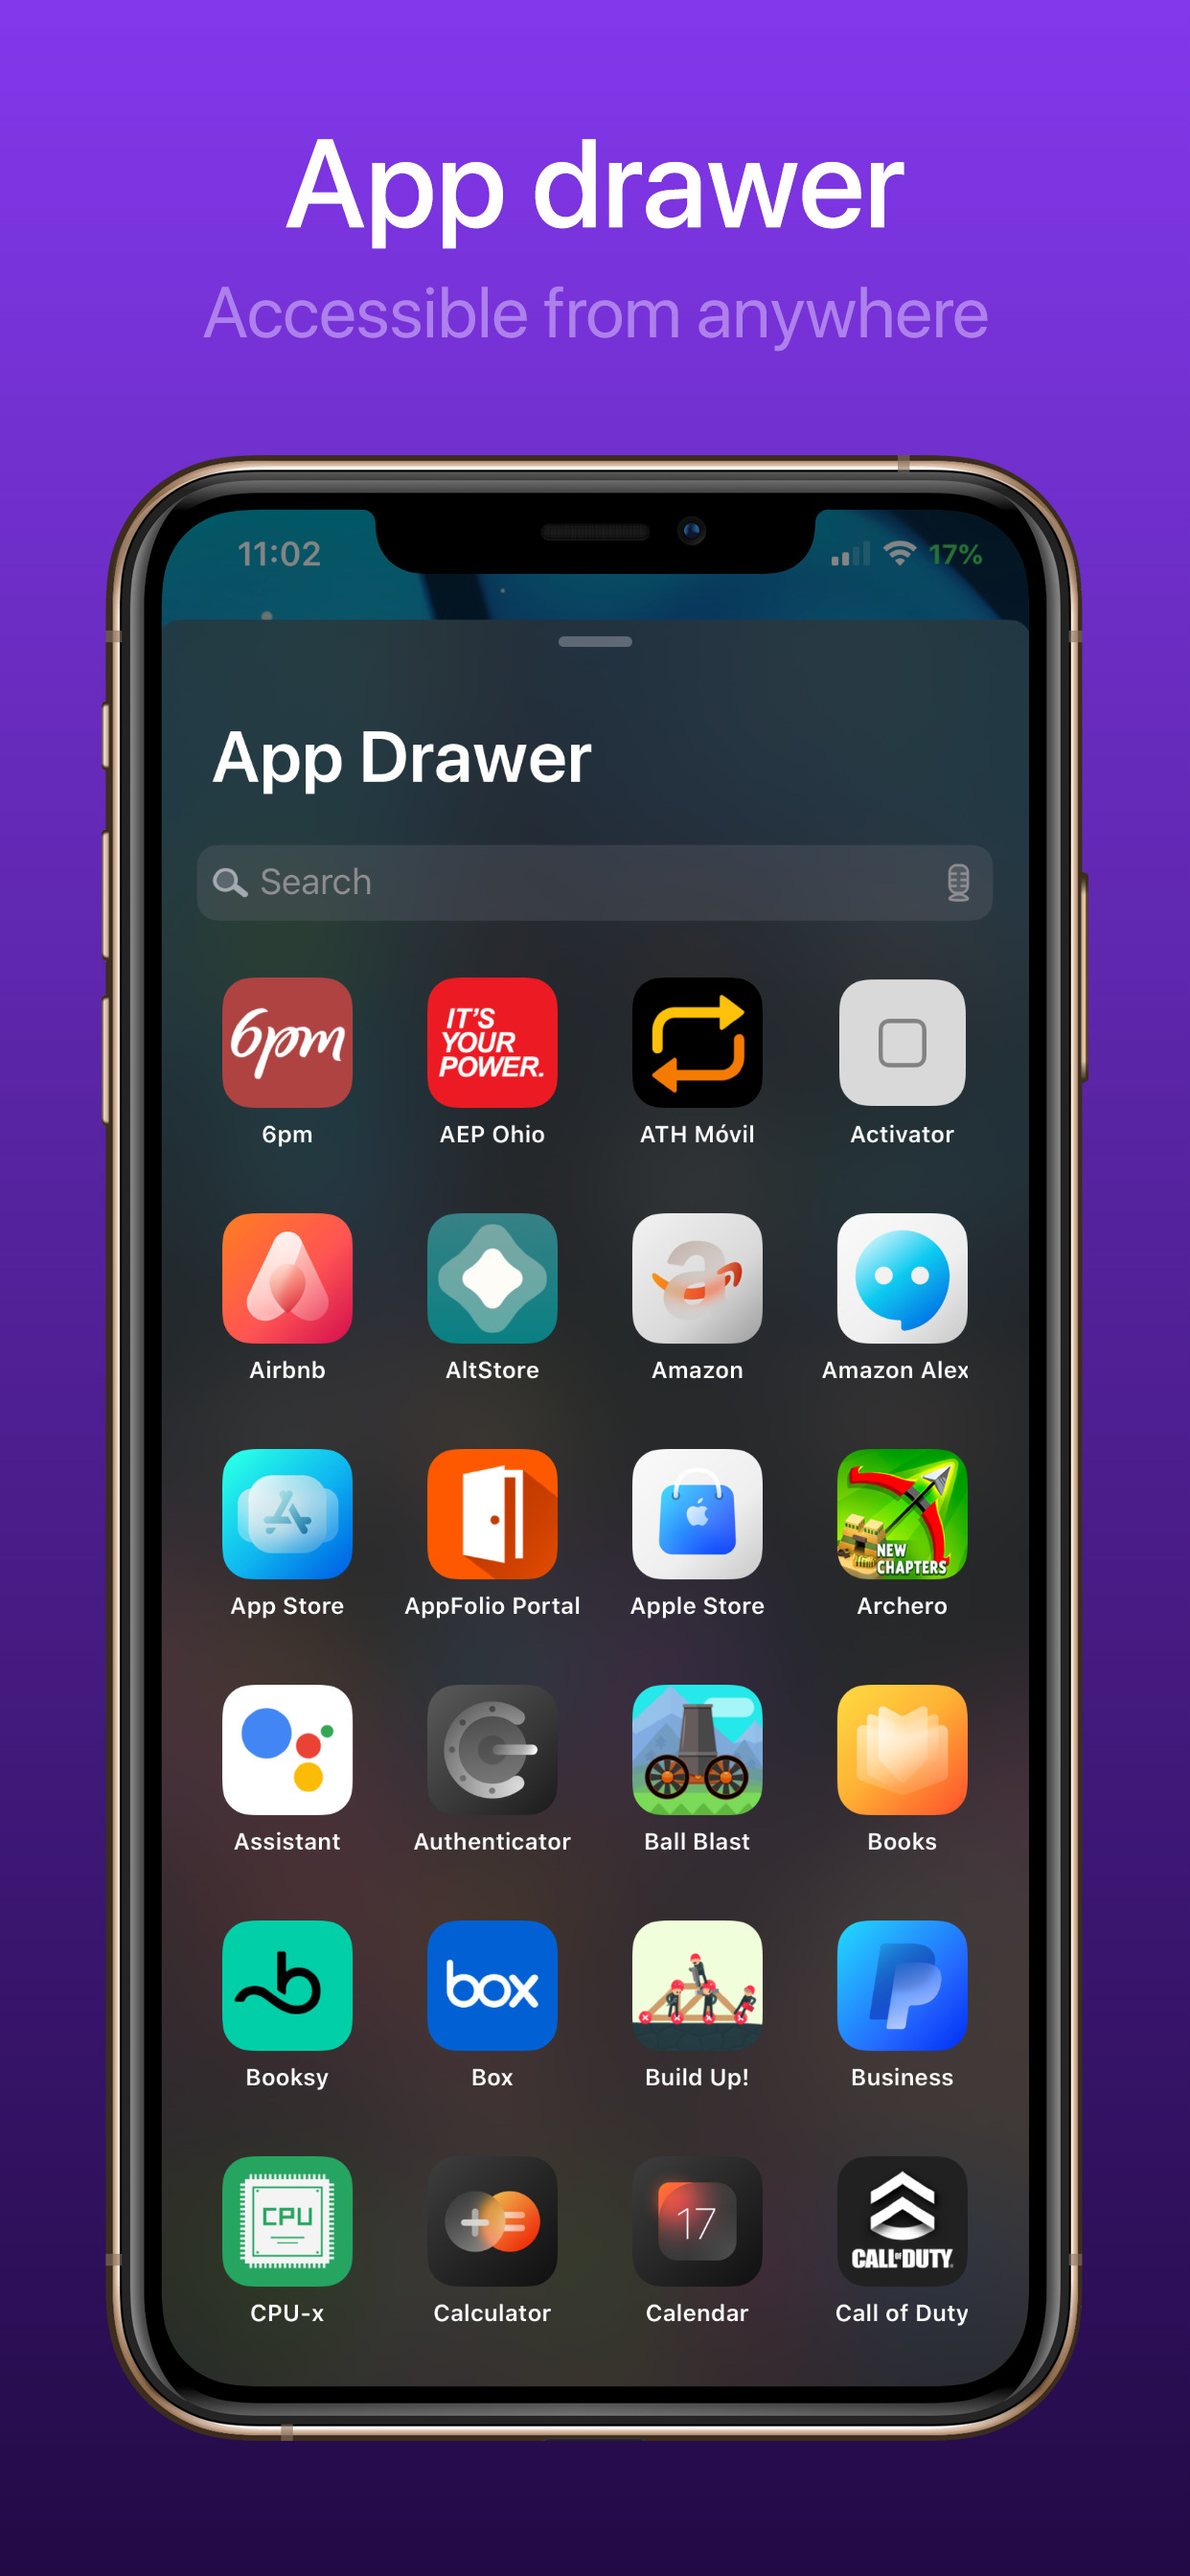 App drawer
Accessible from anywhere
11:02
17%
App Drawer
Search
6pm
IT'S
YOUR
POWER.
6pm
AEP Ohio
ATH Móvil
Activator
a
Airbnb
AltStore
Amazon
Amazon Alex
NEW
CHAPTERS
App Store
AppFolio Portal
Apple Store
Archero
Assistant
Authenticator
Ball Blast
Books
b
box
P
Booksy
Box
Build Up!
Business
CPU
17
CALL OF DUTY
CPU-x
Calculator
Calendar
Call of Duty